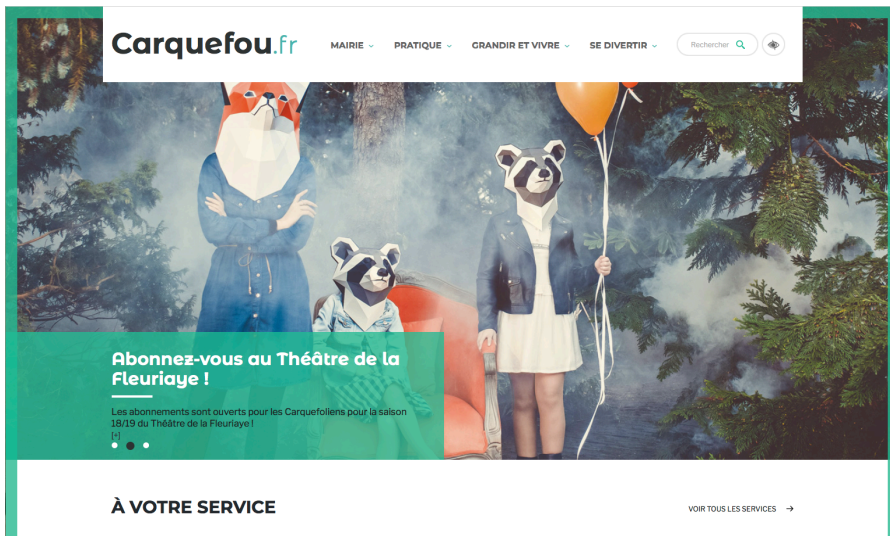 Carquefou.fr
MAIRIE
PRATIQUE
GRANDIR ET VIVRE
SE DIVERTIR
Rechercher
Abonnez-vous au Théâtre de la
Fleuriaye !
Les abonnements sont ouverts pour les Carquefoliens pour la saison
18/19 du Théâtre de la Fleuriaye !
[+]
À VOTRE SERVICE
VOIR TOUS LES SERVICES →